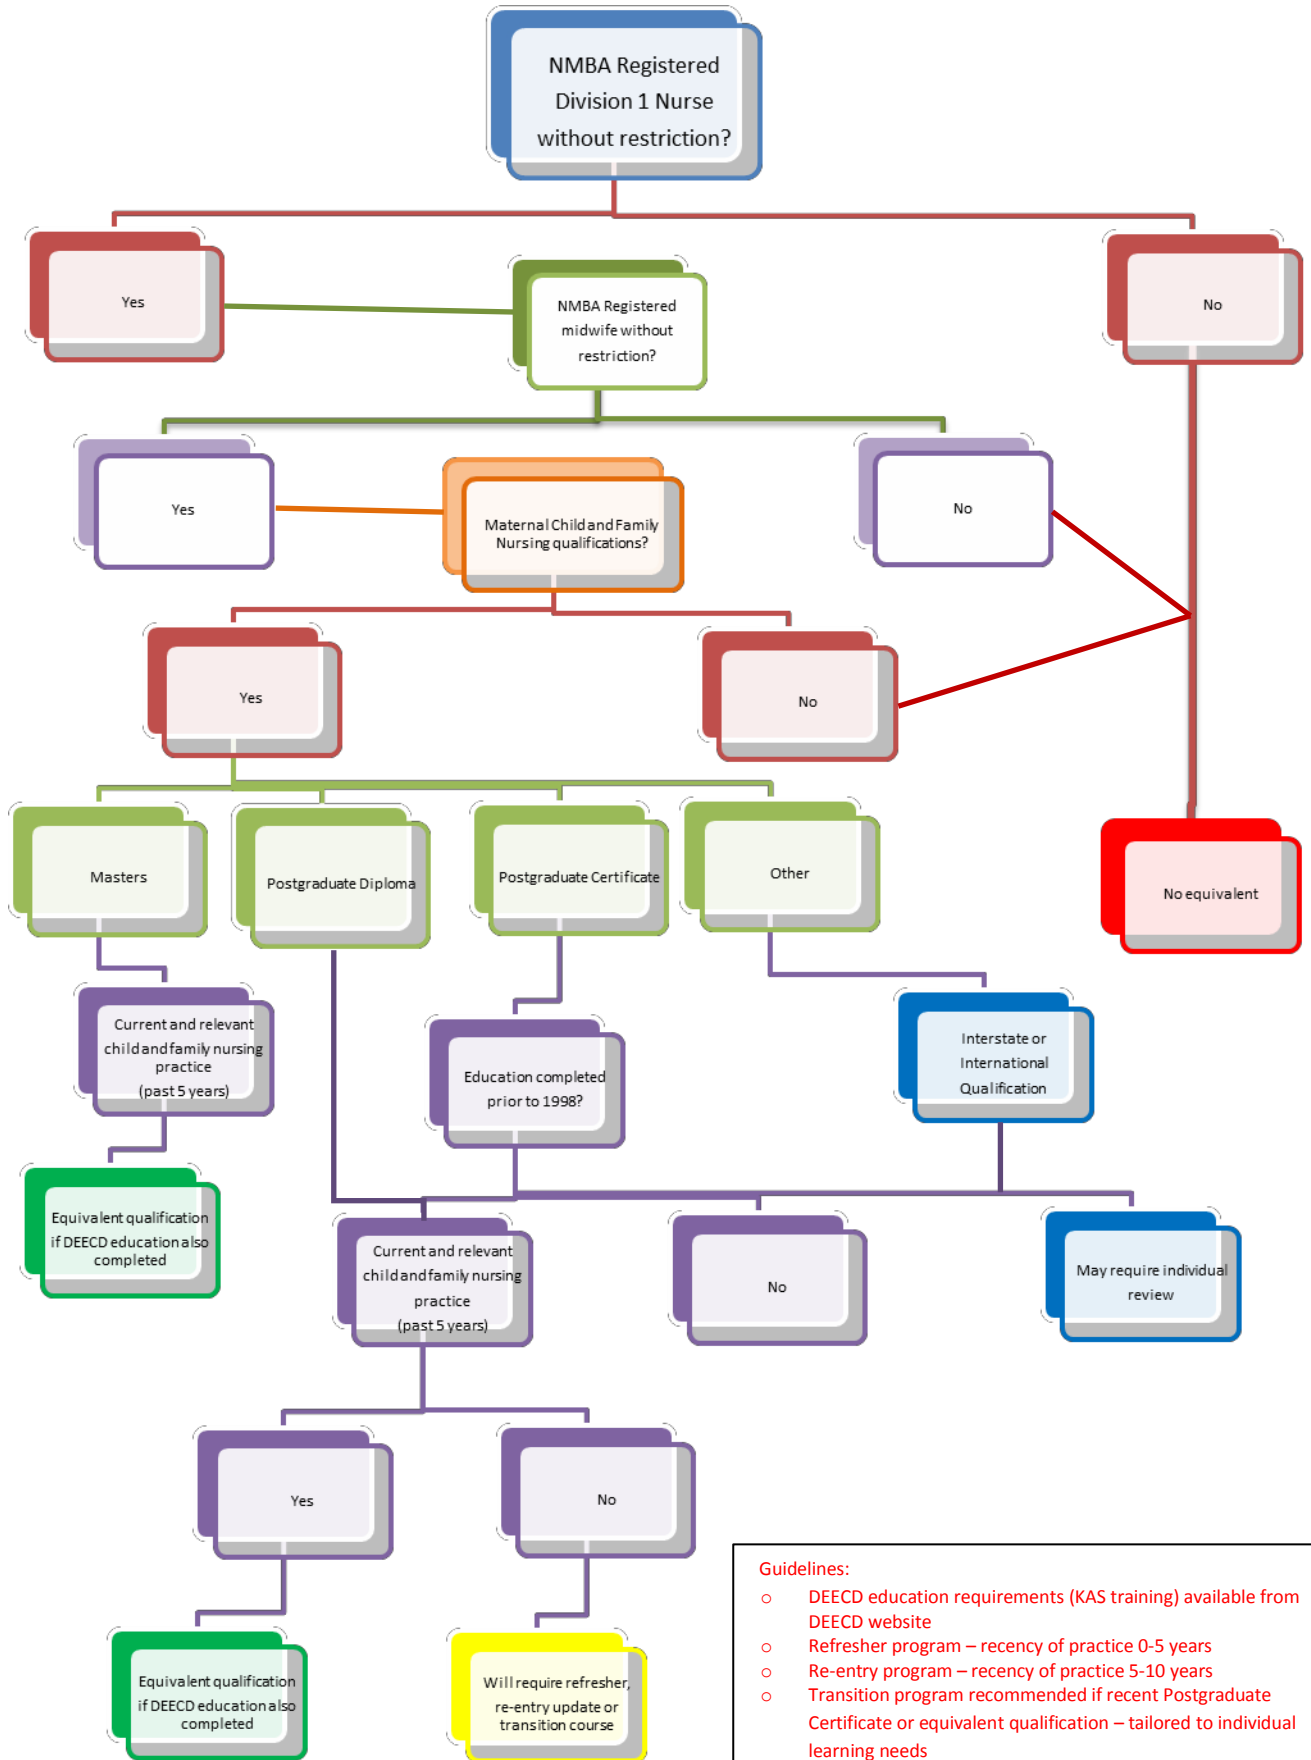 NMBA Registered
Division 1 Nurse
without restriction?
Yes
NMBA Registered
midwife without
restriction?
No
Yes
Maternal Child and Family
Nursing qualifications?
No
Yes
No
Masters
Postgraduate Diploma
Postgraduate Certificate
Other
No equivalent
Current and relevant
child and family nursing
practice
(past 5 years)
Education completed
prior to 1998?
Interstate or
International
Qualification
Equivalent qualification
if DEECD education also
completed
Current and relevant
child and family nursing
practice
(past 5 years)
No
May require individual
review
Yes
No
Equivalent qualification
if DEECD education also
completed
Will require refresher,
re-entry update or
transition course
Guidelines:
o DEECD education requirements (KAS training) available from
DEECD website
o Refresher program – recency of practice 0-5 years
o Re-entry program – recency of practice 5-10 years
o Transition program recommended if recent Postgraduate
Certificate or equivalent qualification – tailored to individual
learning needs